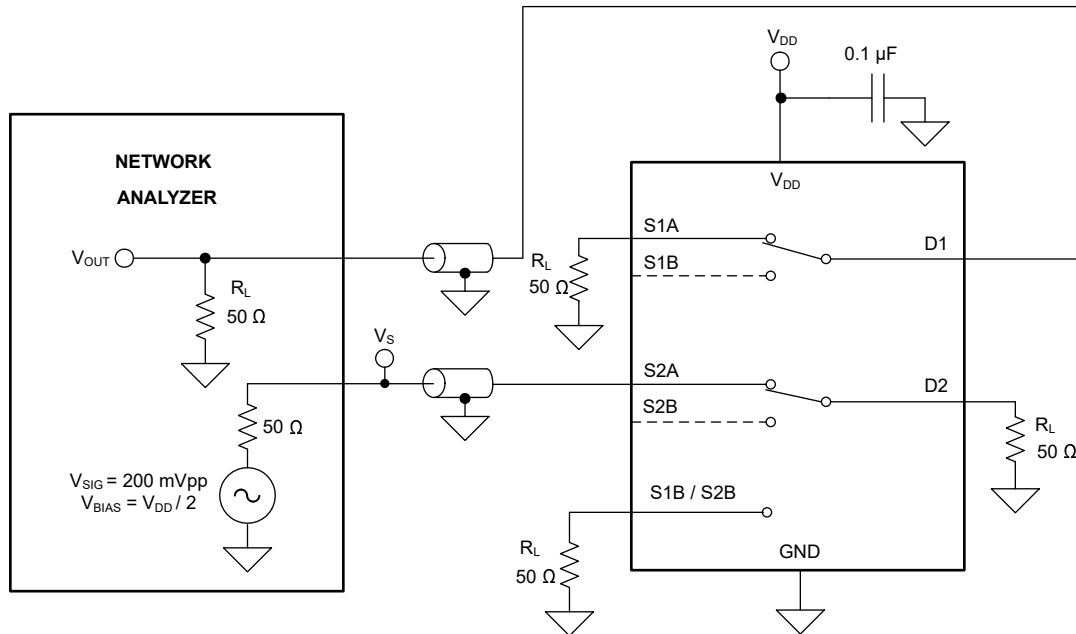 V_DD
0.1 µF
NETWORK
ANALYZER
V_DD
V_OUT
R_L
50 Ω
S1A
S1B
D1
R_L
50 Ω
V_S
50 Ω
S2A
S2B
D2
R_L
50 Ω
V_SIG = 200 mVpp
V_BIAS = V_DD / 2
S1B / S2B
R_L
50 Ω
GND